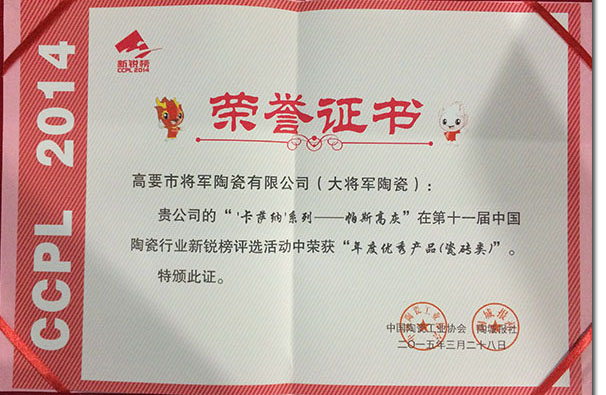 CCPL 2014
新锐榜
CCPL 2014
荣誉证书
高要市将军陶瓷有限公司(大将军陶瓷):
贵公司的“'卡萨纳'系列——帕斯高灰”在第十一届中国
陶瓷行业新锐榜评选活动中荣获“年度优秀产品(瓷砖类)”。
特颁此证。
中国陶瓷工业协会 陶城报社
二〇一五年三月二十八日